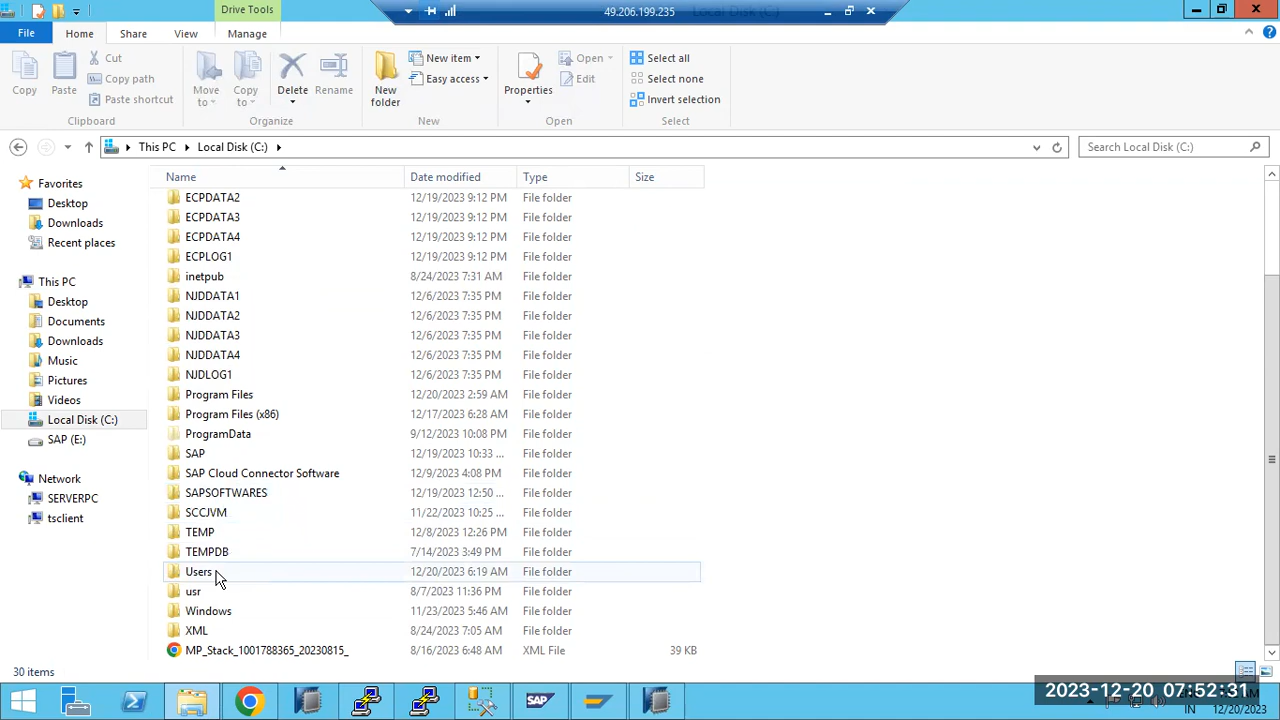 Drive Tools
49.206.199.235
Local Disk (C:)
File
Home
Share
View
Manage
Copy
Paste
Cut
Copy path
Paste shortcut
Clipboard
Move to
Copy to
Delete
Rename
Organize
New folder
New item
Easy access
New
Properties
Open
Edit
Open
Select all
Select none
Invert selection
Select
This PC
Local Disk (C:)
Search Local Disk (C:)
Name
Date modified
Type
Size
Favorites
Desktop
Downloads
Recent places
This PC
Desktop
Documents
Downloads
Music
Pictures
Videos
Local Disk (C:)
SAP (E:)
Network
SERVERPC
tsclient
ECPDATA2 12/19/2023 9:12 PM File folder
ECPDATA3 12/19/2023 9:12 PM File folder
ECPDATA4 12/19/2023 9:12 PM File folder
ECPLOG1 12/19/2023 9:12 PM File folder
inetpub 8/24/2023 7:31 AM File folder
NJDDATA1 12/6/2023 7:35 PM File folder
NJDDATA2 12/6/2023 7:35 PM File folder
NJDDATA3 12/6/2023 7:35 PM File folder
NJDDATA4 12/6/2023 7:35 PM File folder
NJDLOG1 12/6/2023 7:35 PM File folder
Program Files 12/20/2023 2:59 AM File folder
Program Files (x86) 12/17/2023 6:28 AM File folder
ProgramData 9/12/2023 10:08 PM File folder
SAP 12/19/2023 10:33 ... File folder
SAP Cloud Connector Software 12/9/2023 4:08 PM File folder
SAPSOFTWARES 12/19/2023 12:50 ... File folder
SCCJVM 11/22/2023 10:25 ... File folder
TEMP 12/8/2023 12:26 PM File folder
TEMPDB 7/14/2023 3:49 PM File folder
Users 12/20/2023 6:19 AM File folder
usr 8/7/2023 11:36 PM File folder
Windows 11/23/2023 5:46 AM File folder
XML 8/24/2023 7:05 AM File folder
MP_Stack_1001788365_20230815_ 8/16/2023 6:48 AM XML File 39 KB
30 items
SAP
2023-12-20 07:52:31
IN
12/20/2023